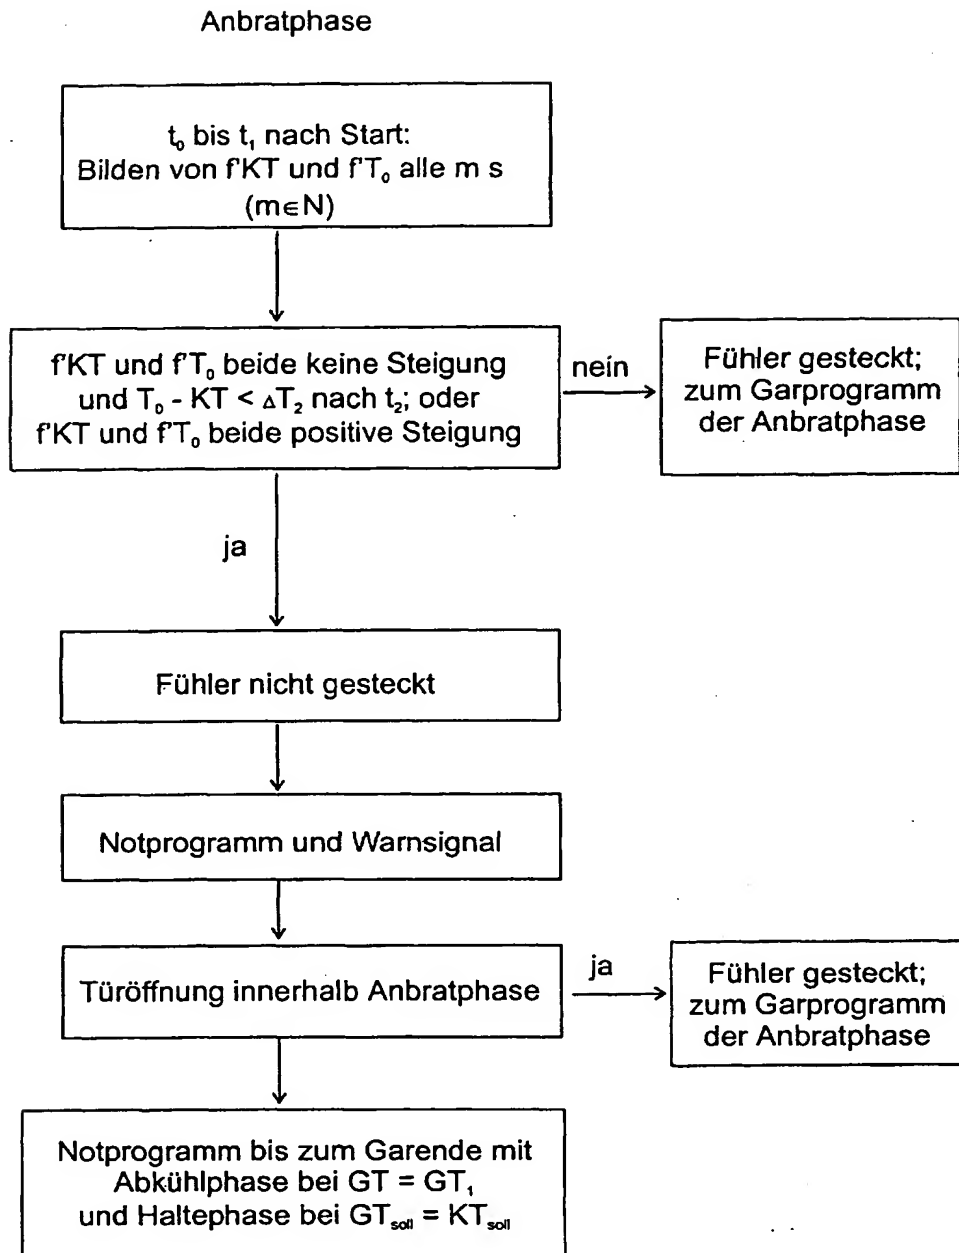 Anbratphase
t₀ bis t₁ nach Start:
Bilden von f'KT und f'T₀ alle m s
(m∈N)
f'KT und f'T₀ beide keine Steigung
und T₀ - KT < ΔT₂ nach t₂; oder
f'KT und f'T₀ beide positive Steigung
nein
Fühler gesteckt;
zum Garprogramm
der Anbratphase
ja
Fühler nicht gesteckt
Notprogramm und Warnsignal
Türöffnung innerhalb Anbratphase
ja
Fühler gesteckt;
zum Garprogramm
der Anbratphase
Notprogramm bis zum Garende mit
Abkühlphase bei GT = GT₁
und Haltephase bei GTsoll = KTsoll